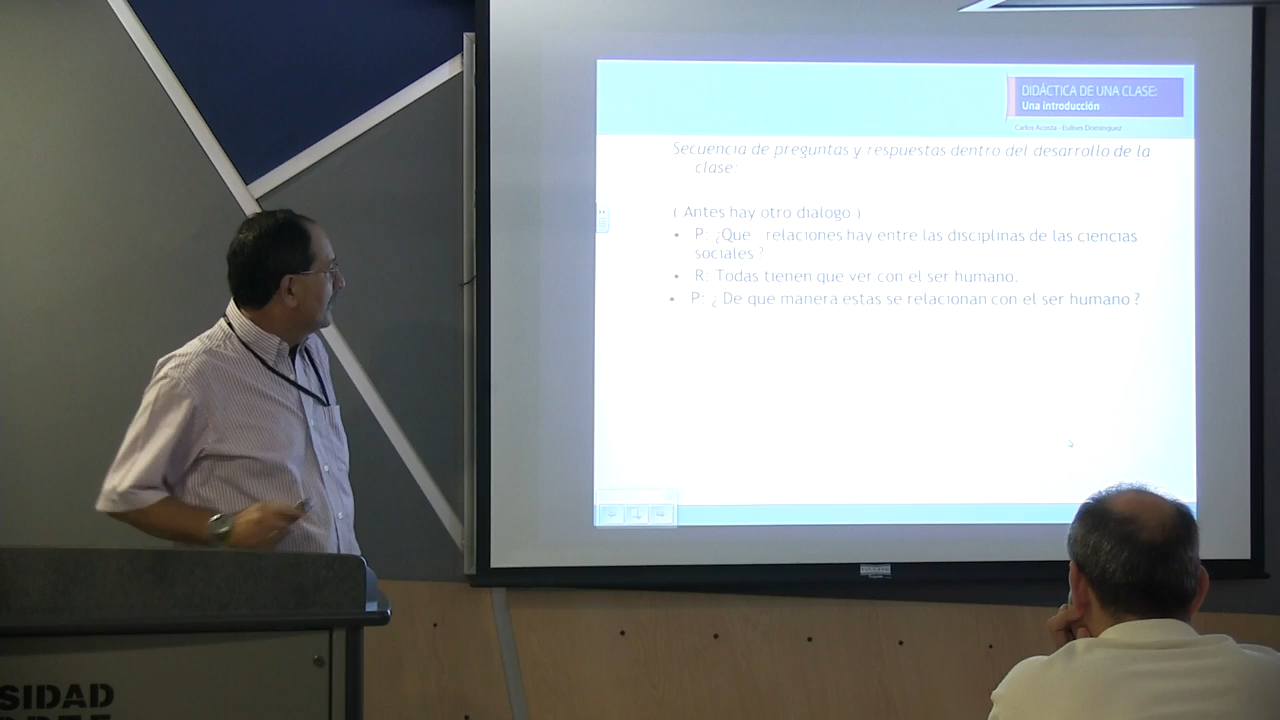 DIDÁCTICA DE UNA CLASE:
Una introducción
Carlos Acosta - Eulises Domínguez
Secuencia de preguntas y respuestas dentro del desarrollo de la
clase:
( Antes hay otro dialogo )
• P: ¿Que relaciones hay entre las disciplinas de las ciencias
sociales ?
• R: Todas tienen que ver con el ser humano.
• P: ¿ De que manera estas se relacionan con el ser humano ?
SIDAD